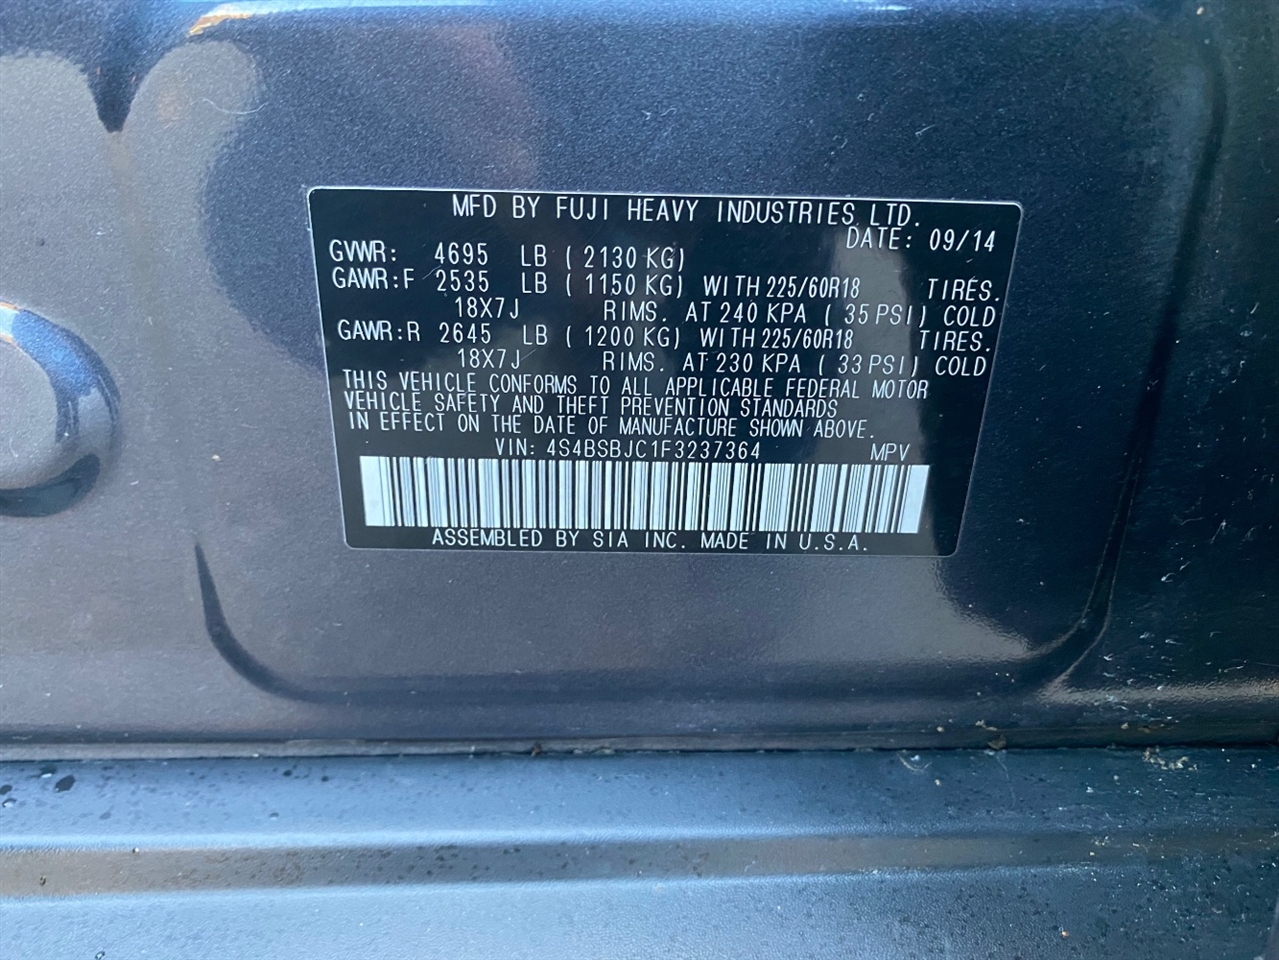 MFD BY FUJI HEAVY INDUSTRIES LTD.
DATE: 09/14
GVWR: 4695 LB ( 2130 KG)
GAWR:F 2535 LB ( 1150 KG) WITH 225/60R18 TIRES.
18X7J RIMS. AT 240 KPA ( 35 PSI) COLD
GAWR:R 2645 LB ( 1200 KG) WITH 225/60R18 TIRES.
18X7J RIMS. AT 230 KPA ( 33 PSI) COLD
THIS VEHICLE CONFORMS TO ALL APPLICABLE FEDERAL MOTOR
VEHICLE SAFETY AND THEFT PREVENTION STANDARDS
IN EFFECT ON THE DATE OF MANUFACTURE SHOWN ABOVE.
VIN: 4S4BSBJC1F3237364 MPV
ASSEMBLED BY SIA INC. MADE IN U.S.A.